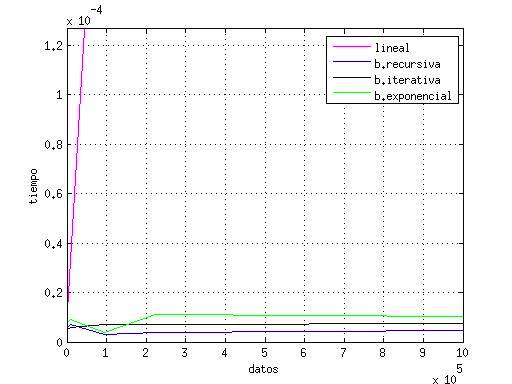 x 10
-4
1.2
1
0.8
0.6
0.4
0.2
0
tiempo
lineal
b.recursiva
b.iterativa
b.exponencial
0 1 2 3 4 5 6 7 8 9 10
datos
x 10
5